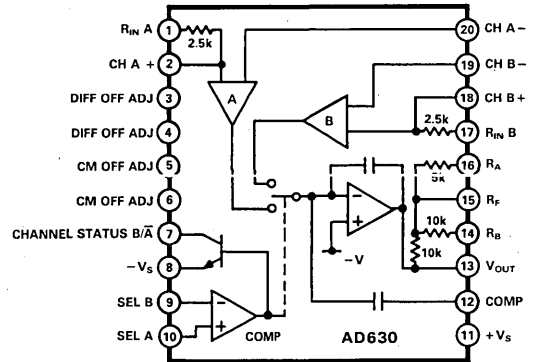 RIN A 1 2.5k
CH A + 2
DIFF OFF ADJ 3
DIFF OFF ADJ 4
CM OFF ADJ 5
CM OFF ADJ 6
CHANNEL STATUS B/A̅ 7
-VS 8
SEL B 9
SEL A 10
A
B
-
+
COMP
-
+
-V
20 CH A-
19 CH B-
18 CH B+
2.5k 17 RIN B
5k 16 RA
15 RF
10k 14 RB
10k
13 VOUT
12 COMP
11 +VS
AD630